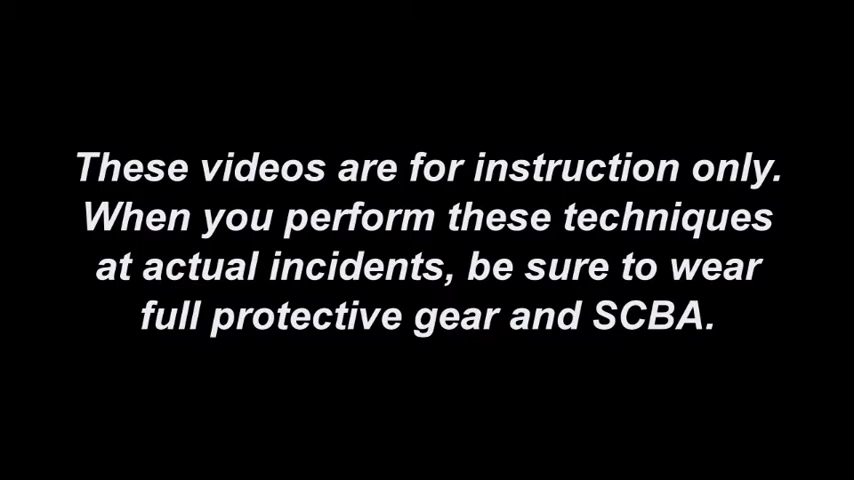 These videos are for instruction only.
When you perform these techniques
at actual incidents, be sure to wear
full protective gear and SCBA.